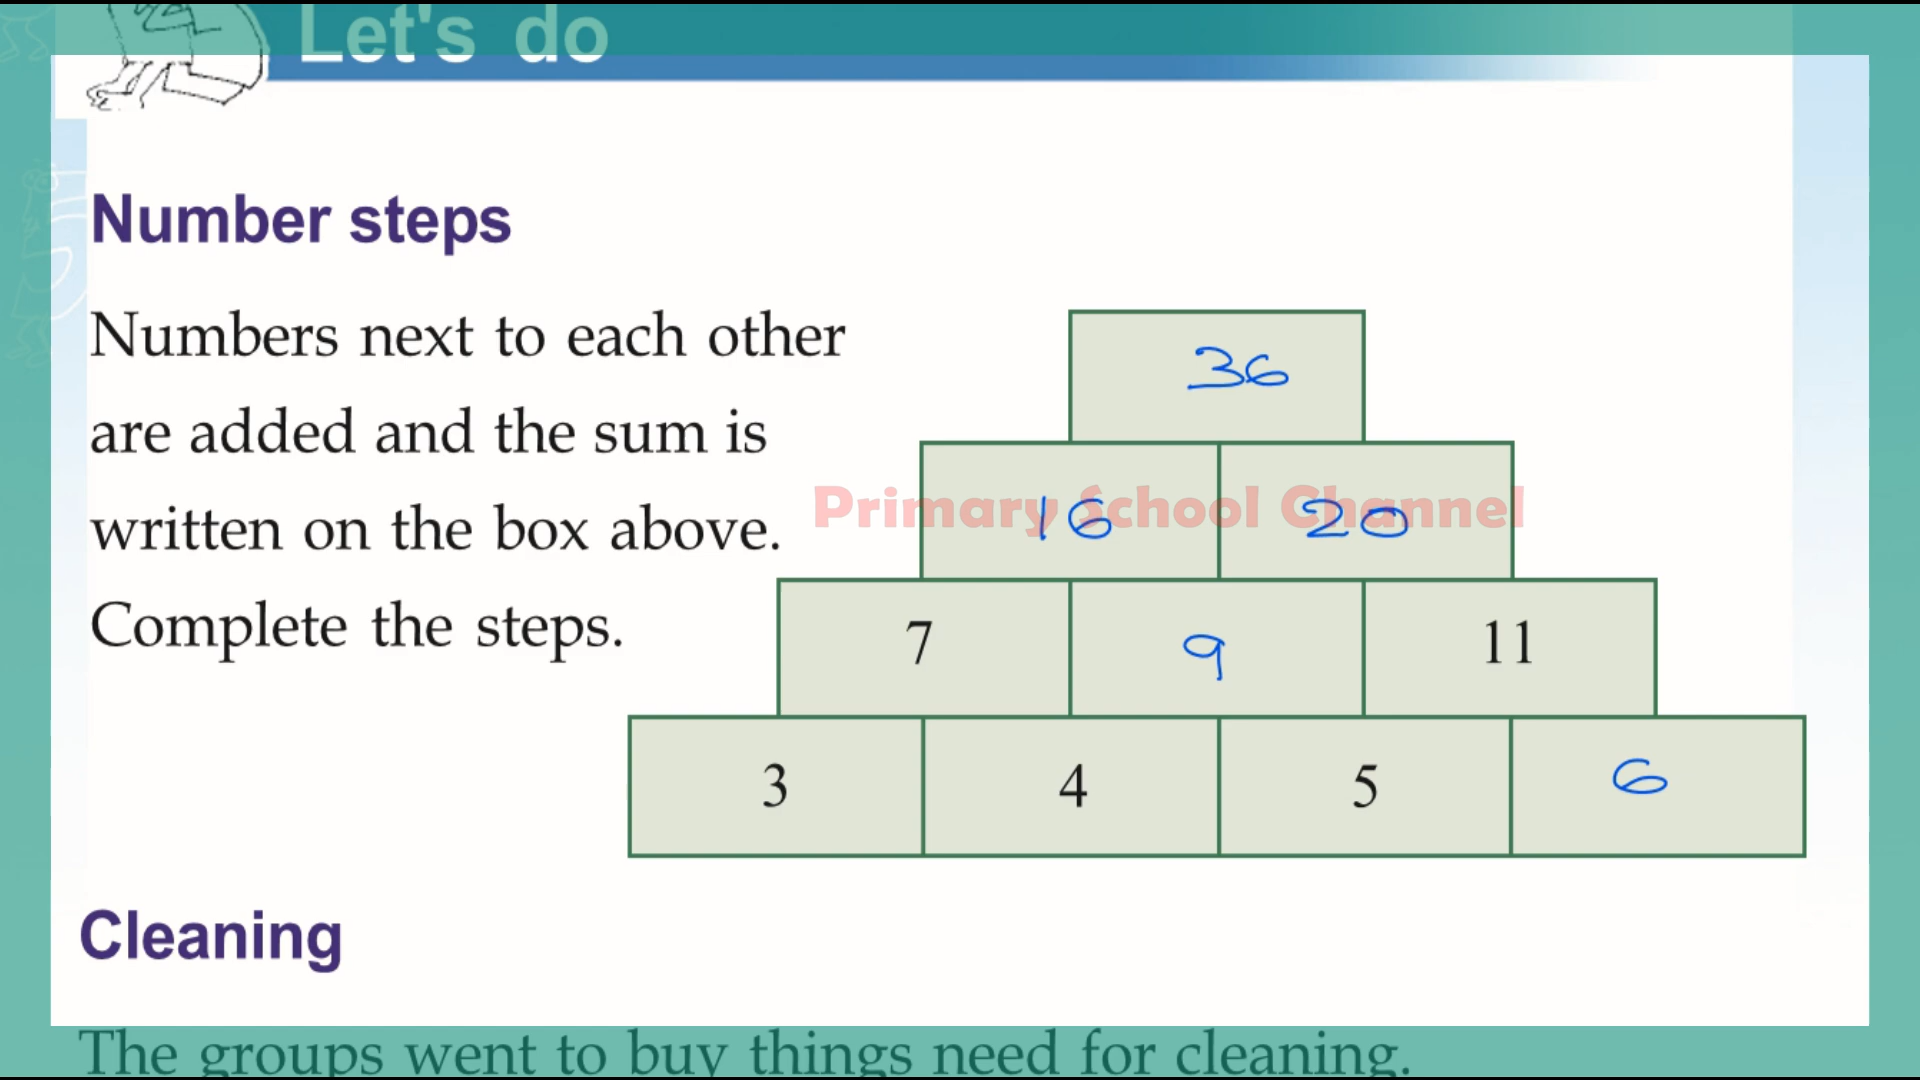 Let's do
Number steps
Numbers next to each other
are added and the sum is
written on the box above.
Complete the steps.
36
16 20
7 9 11
3 4 5 6
Primary School Channel
Cleaning
The groups went to buy things need for cleaning.